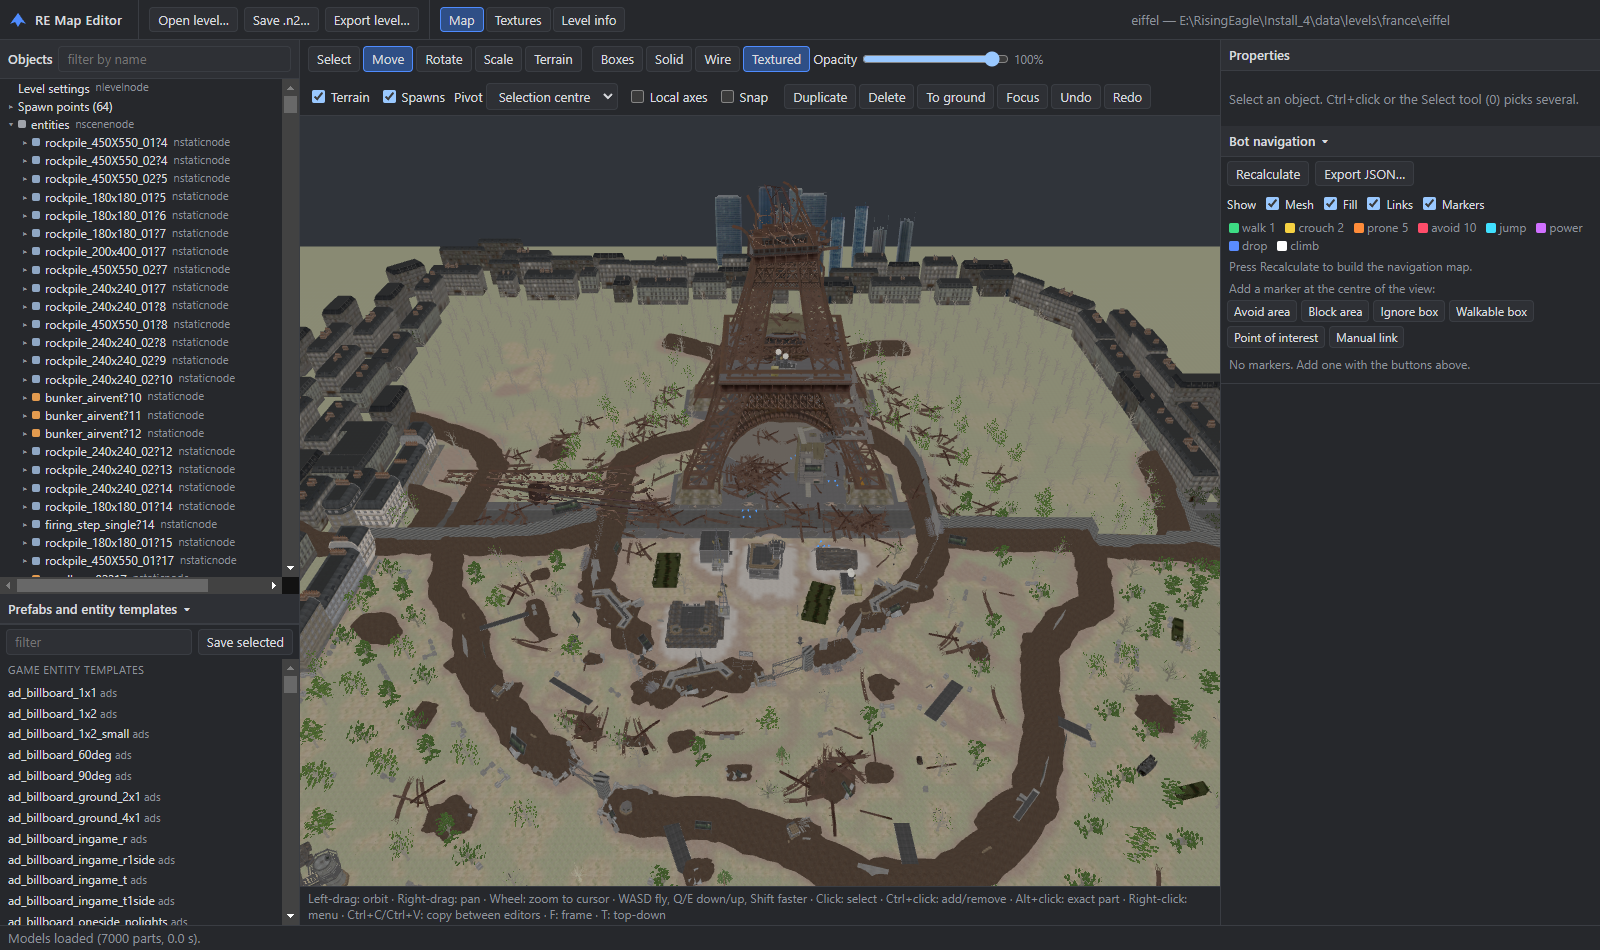 RE Map Editor
Open level...
Save .n2...
Export level...
Map
Textures
Level info
eiffel — E:\RisingEagle\Install_4\data\levels\france\eiffel
Objects
filter by name
Level settings nlevelnode
Spawn points (64)
entities nscenenode
rockpile_450X550_01?4 nstaticnode
rockpile_450X550_02?4 nstaticnode
rockpile_450X550_02?5 nstaticnode
rockpile_180x180_01?5 nstaticnode
rockpile_180x180_01?6 nstaticnode
rockpile_180x180_01?7 nstaticnode
rockpile_200x400_01?7 nstaticnode
rockpile_450X550_02?7 nstaticnode
rockpile_240x240_01?7 nstaticnode
rockpile_240x240_01?8 nstaticnode
rockpile_450X550_01?8 nstaticnode
rockpile_240x240_02?8 nstaticnode
rockpile_240x240_02?9 nstaticnode
rockpile_240x240_02?10 nstaticnode
bunker_airvent?10 nstaticnode
bunker_airvent?11 nstaticnode
bunker_airvent?12 nstaticnode
rockpile_240x240_02?12 nstaticnode
rockpile_240x240_02?13 nstaticnode
rockpile_240x240_02?14 nstaticnode
rockpile_180x180_01?14 nstaticnode
firing_step_single?14 nstaticnode
rockpile_180x180_01?15 nstaticnode
rockpile_450X550_01?17 nstaticnode
Prefabs and entity templates
filter
Save selected
GAME ENTITY TEMPLATES
ad_billboard_1x1 ads
ad_billboard_1x2 ads
ad_billboard_1x2_small ads
ad_billboard_60deg ads
ad_billboard_90deg ads
ad_billboard_ground_2x1 ads
ad_billboard_ground_4x1 ads
ad_billboard_ingame_r ads
ad_billboard_ingame_r1side ads
ad_billboard_ingame_t ads
ad_billboard_ingame_t1side ads
ad_billboard_oneside_nolights ads
Select
Move
Rotate
Scale
Terrain
Boxes
Solid
Wire
Textured
Opacity
100%
Terrain
Spawns
Pivot
Selection centre
Local axes
Snap
Duplicate
Delete
To ground
Focus
Undo
Redo
Left-drag: orbit · Right-drag: pan · Wheel: zoom to cursor · WASD fly, Q/E down/up, Shift faster · Click: select · Ctrl+click: add/remove · Alt+click: exact part · Right-click:
menu · Ctrl+C/Ctrl+V: copy between editors · F: frame · T: top-down
Properties
Select an object. Ctrl+click or the Select tool (0) picks several.
Bot navigation
Recalculate
Export JSON...
Show Mesh Fill Links Markers
walk 1 crouch 2 prone 5 avoid 10 jump power
drop climb
Press Recalculate to build the navigation map.
Add a marker at the centre of the view:
Avoid area
Block area
Ignore box
Walkable box
Point of interest
Manual link
No markers. Add one with the buttons above.
Models loaded (7000 parts, 0.0 s).